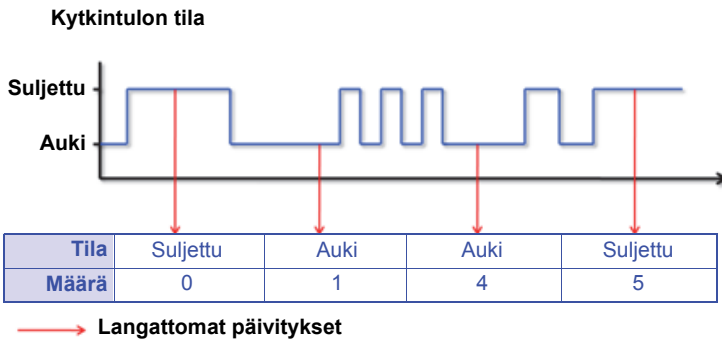 Kytkintulon tila
Suljettu
Auki
Tila Suljettu Auki Auki Suljettu
Määrä 0 1 4 5
Langattomat päivitykset